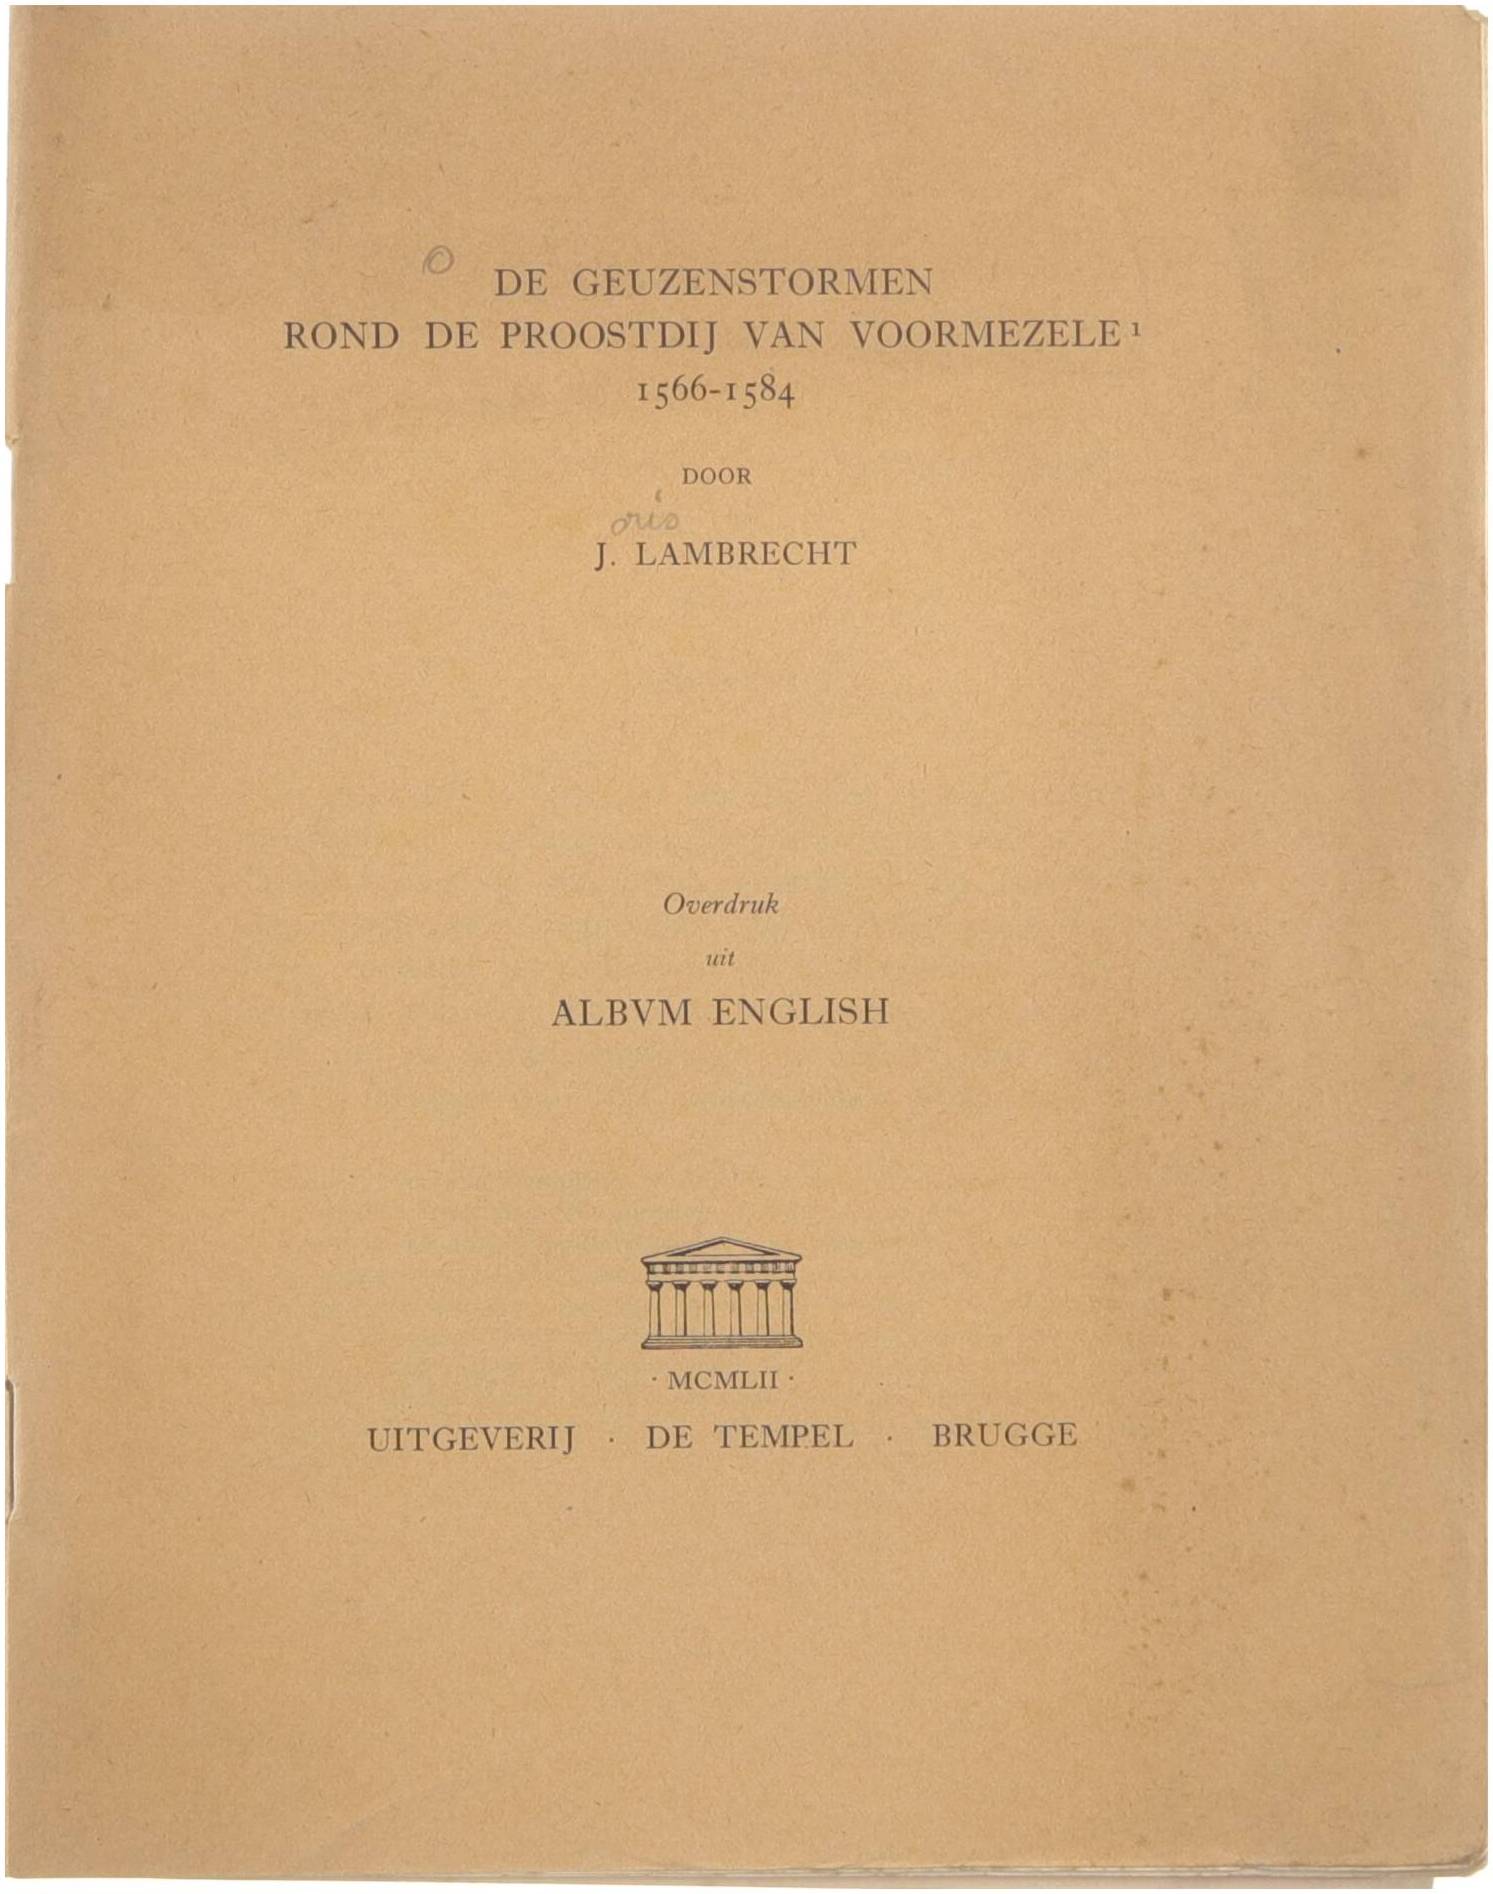 DE GEUZENSTORMEN
ROND DE PROOSTDIJ VAN VOORMEZELE¹
1566-1584
DOOR
oris
J. LAMBRECHT
Overdruk
uit
ALBVM ENGLISH
· MCMLII ·
UITGEVERIJ · DE TEMPEL · BRUGGE